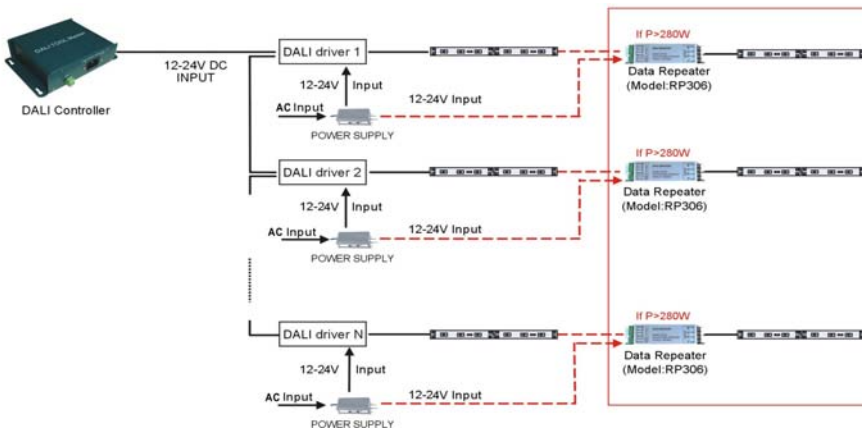 DALI TOOL Master
DALI Controller
12-24V DC
INPUT
DALI driver 1
12-24V Input
AC Input
POWER SUPPLY
12-24V Input
If P>280W
Data Repeater
(Model:RP306)
DALI driver 2
12-24V Input
AC Input
POWER SUPPLY
12-24V Input
If P>280W
Data Repeater
(Model:RP306)
DALI driver N
12-24V Input
AC Input
POWER SUPPLY
12-24V Input
If P>280W
Data Repeater
(Model:RP306)